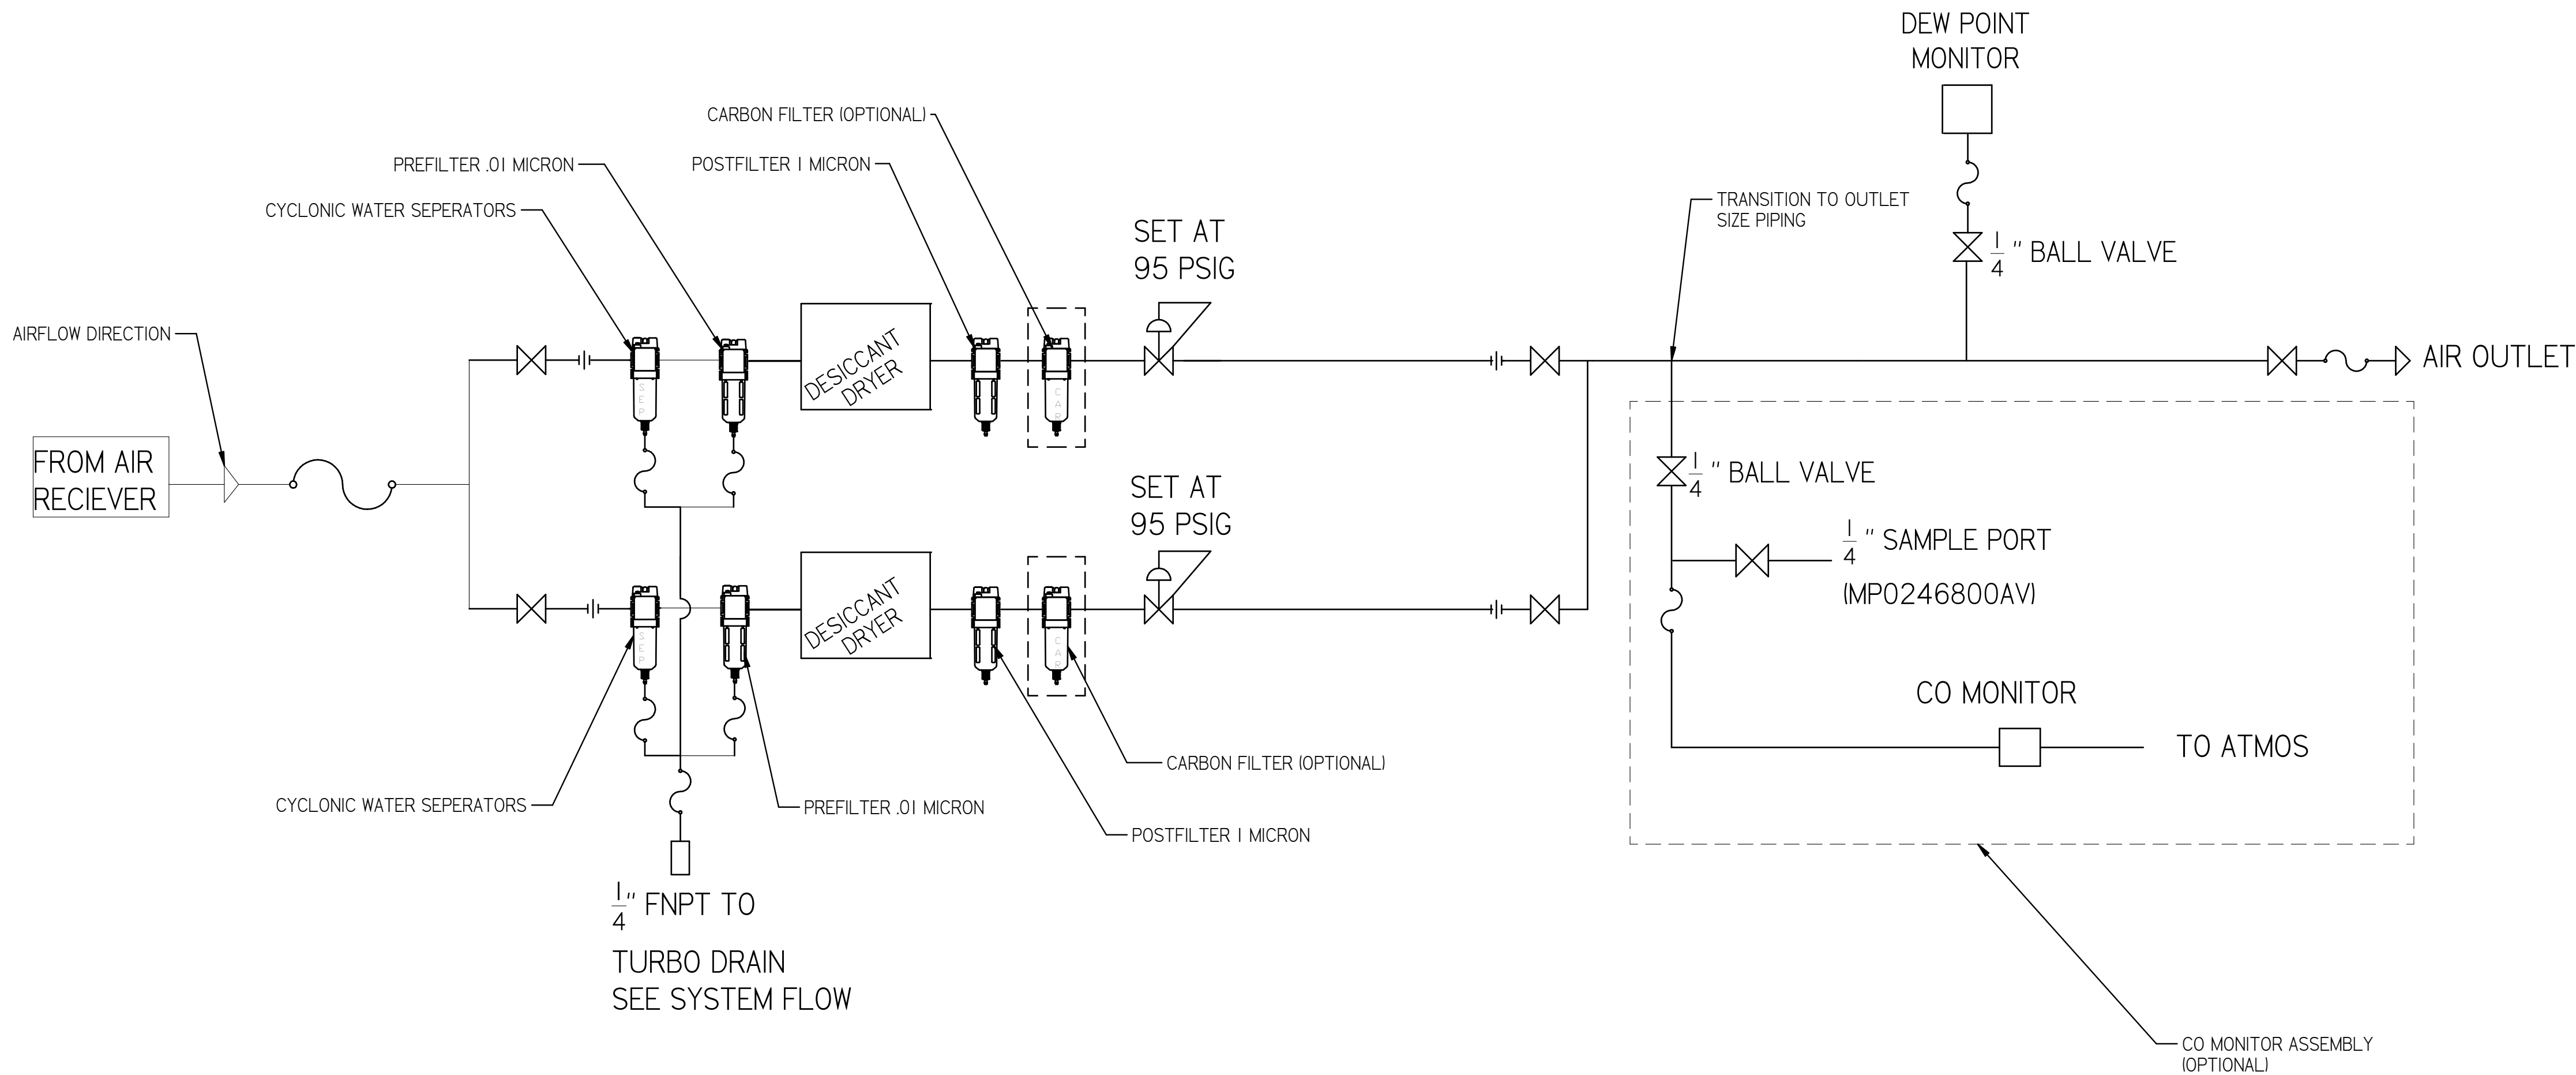 DEW POINT
MONITOR
CARBON FILTER (OPTIONAL)
PREFILTER .01 MICRON
POSTFILTER 1 MICRON
CYCLONIC WATER SEPERATORS
TRANSITION TO OUTLET
SIZE PIPING
SET AT
95 PSIG
1/4" BALL VALVE
AIRFLOW DIRECTION
DESICCANT
DRYER
SEP
CAR
AIR OUTLET
FROM AIR
RECIEVER
1/4" BALL VALVE
SET AT
95 PSIG
1/4" SAMPLE PORT
(MP0246800AV)
DESICCANT
DRYER
SEP
CAR
CO MONITOR
TO ATMOS
CARBON FILTER (OPTIONAL)
CYCLONIC WATER SEPERATORS
PREFILTER .01 MICRON
POSTFILTER 1 MICRON
1/4" FNPT TO
TURBO DRAIN
SEE SYSTEM FLOW
CO MONITOR ASSEMBLY
(OPTIONAL)